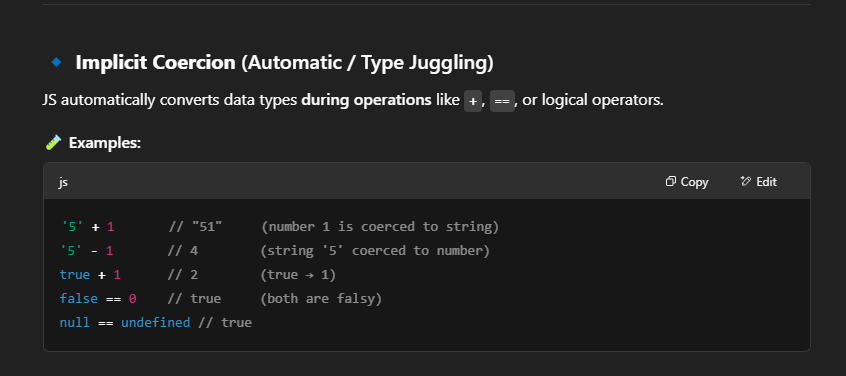 🔹 Implicit Coercion (Automatic / Type Juggling)
JS automatically converts data types during operations like +, ==, or logical operators.
🧪 Examples:
js Copy Edit
'5' + 1 // "51" (number 1 is coerced to string)
'5' - 1 // 4 (string '5' coerced to number)
true + 1 // 2 (true → 1)
false == 0 // true (both are falsy)
null == undefined // true